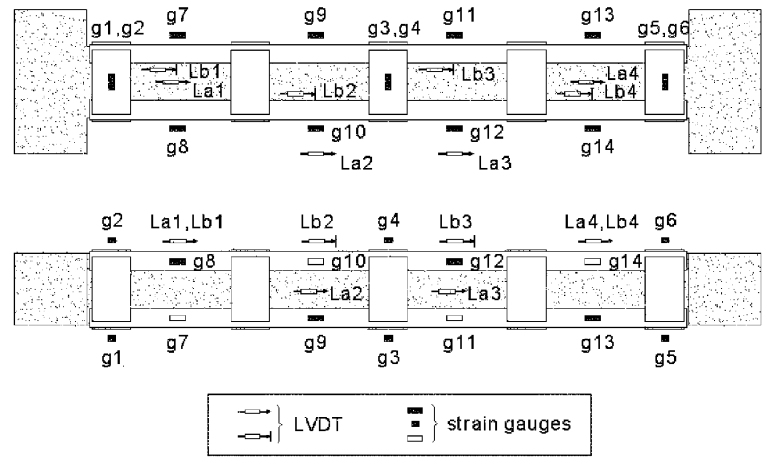 g7 g9 g11 g13
g1,g2 g3,g4 g5,g6
Lb1 Lb3 La4
La1 Lb2 Lb4
g8 g10 g12 g14
La2 La3
g2 La1,Lb1 Lb2 g4 Lb3 La4,Lb4 g6
g8 g10 g12 g14
La2 La3
g7 g9 g11 g13
g1 g3 g5
LVDT strain gauges